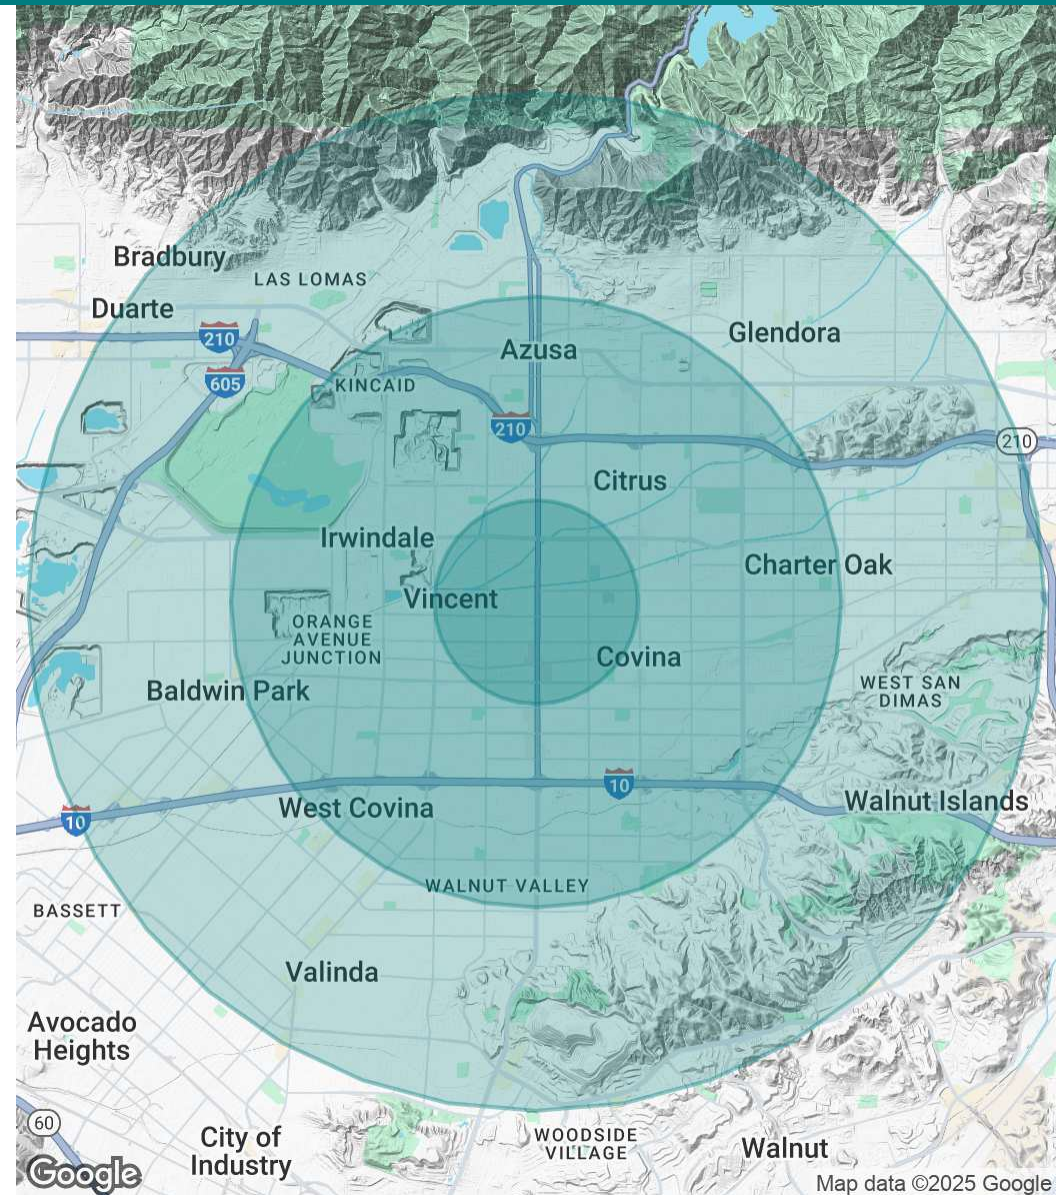 Bradbury
LAS LOMAS
Duarte
210
Glendora
Azusa
605
KINCAID
210
210
Citrus
Irwindale
Charter Oak
Vincent
ORANGE
AVENUE
JUNCTION
Covina
WEST SAN
DIMAS
Baldwin Park
10
West Covina
Walnut Islands
10
WALNUT VALLEY
BASSETT
Valinda
Avocado
Heights
60
City of
Industry
WOODSIDE
VILLAGE
Walnut
Google
Map data ©2025 Google